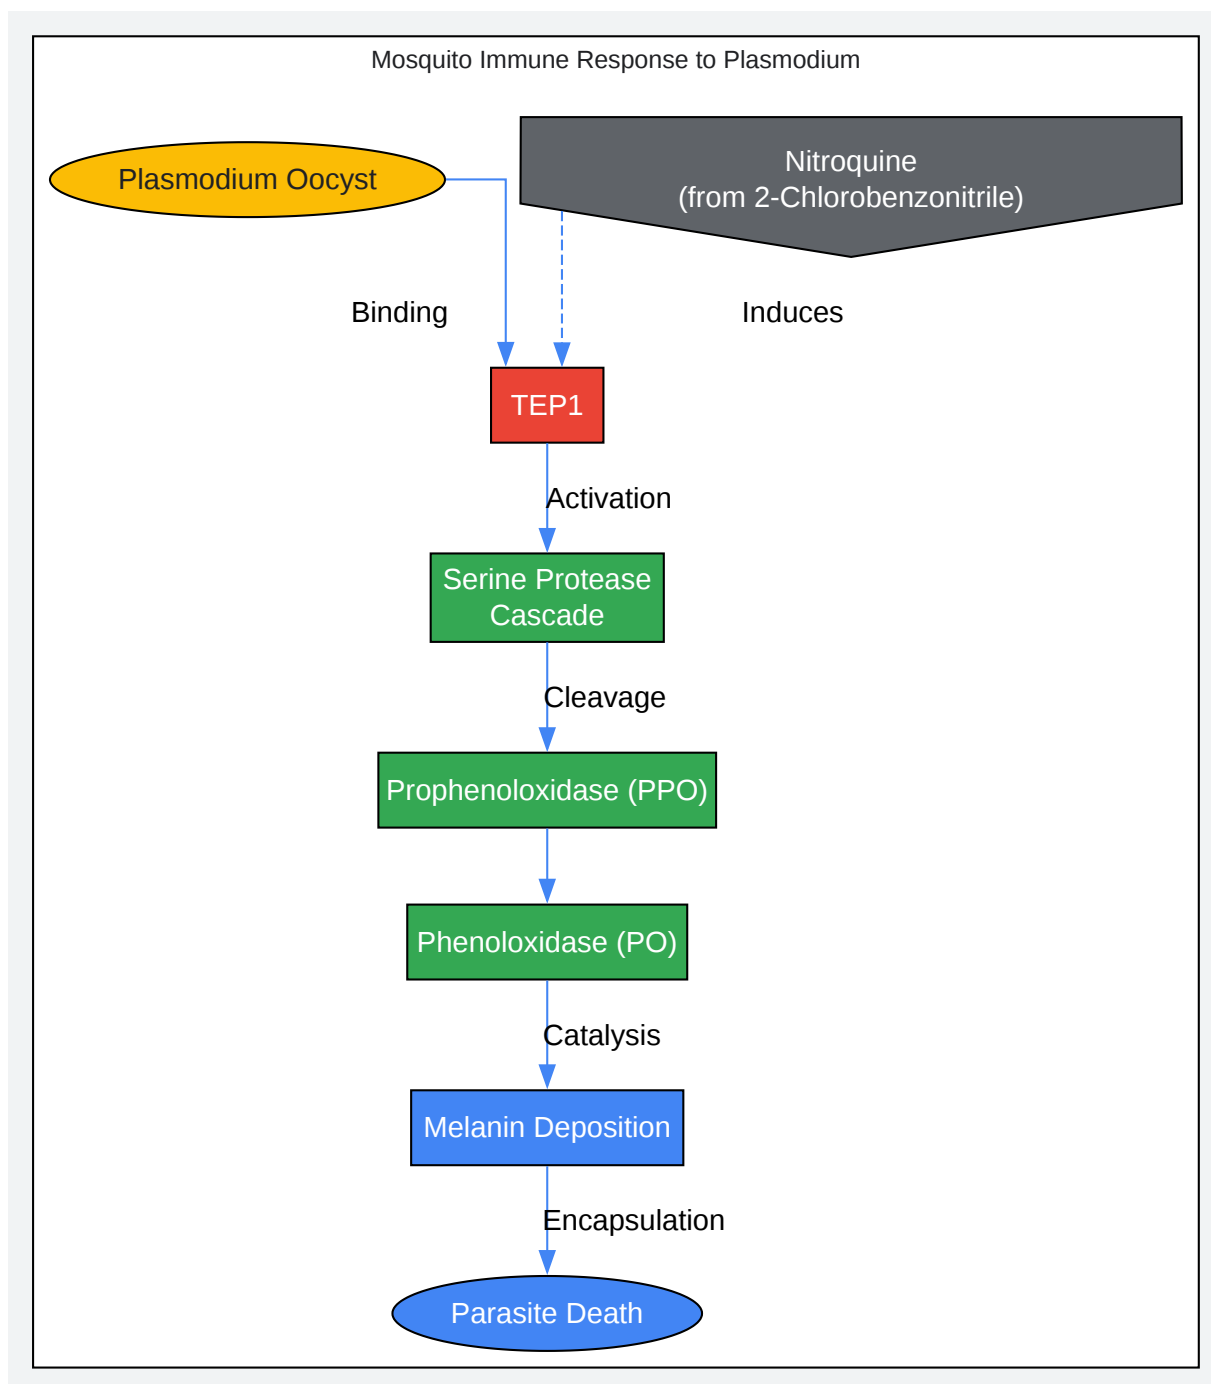 Mosquito Immune Response to Plasmodium
Plasmodium Oocyst
Nitroquine
(from 2-Chlorobenzonitrile)
Binding
Induces
TEP1
Activation
Serine Protease
Cascade
Cleavage
Prophenoloxidase (PPO)
Phenoloxidase (PO)
Catalysis
Melanin Deposition
Encapsulation
Parasite Death